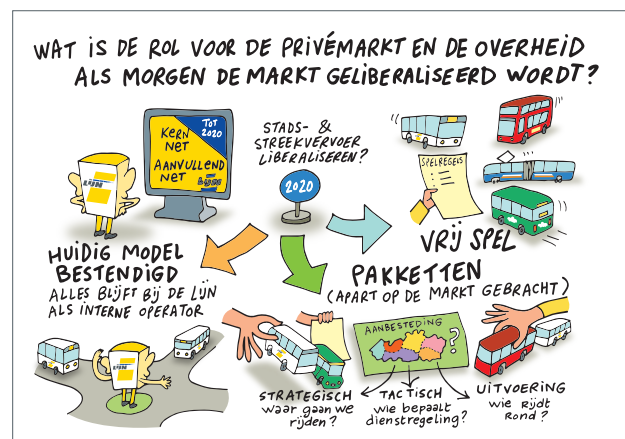 WAT IS DE ROL VOOR DE PRIVÉMARKT EN DE OVERHEID
ALS MORGEN DE MARKT GELIBERALISEERD WORDT?
KERN
NET
TOT
2020
AANVULLEND
NET
LIJN
STADS- &
STREEKVERVOER
LIBERALISEREN?
2020
SPELREGELS
LIJN
HUIDIG MODEL
BESTENDIGD
ALLES BLIJFT BIJ DE LIJN
ALS INTERNE OPERATOR
VRIJ SPEL
PAKKETTEN
(APART OP DE MARKT GEBRACHT)
LIJN
AANBESTEDING
?
STRATEGISCH
waar gaan we
rijden?
TACTISCH
wie bepaalt
dienstregeling?
UITVOERING
wie Rijdt
Rond?